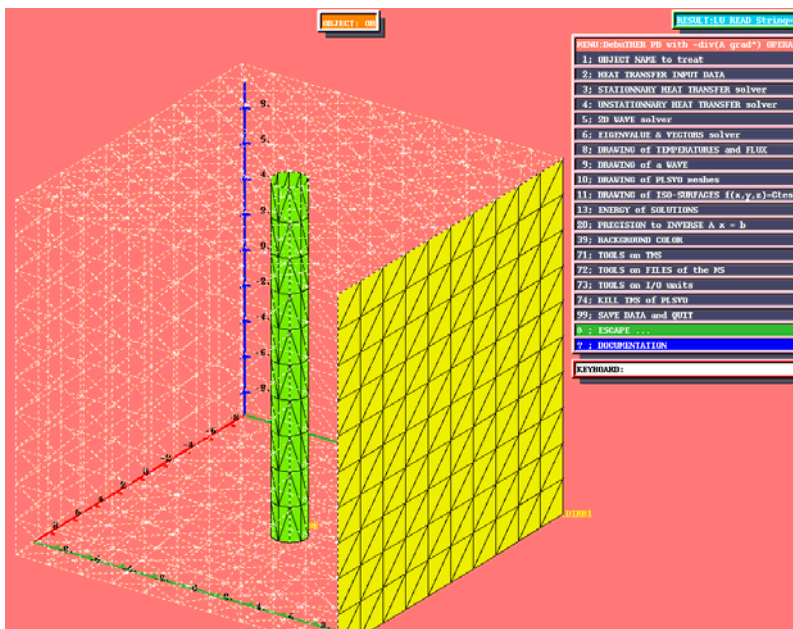 OBJECT: OB
RESULT:LU READ String=
MENU:DebuTHER PD with -div(A grad*) OPERA
1; OBJECT NAME to treat
2; HEAT TRANSFER INPUT DATA
3; STATIONNARY HEAT TRANSFER solver
4; UNSTATIONNARY HEAT TRANSFER solver
5; 2D WAVE solver
6; EIGENVALUE & VECTORS solver
8; DRAWING of TEMPERATURES and FLUX
9; DRAWING of a WAVE
10; DRAWING of PLSVO meshes
11; DRAWING of ISO-SURFACES f(x,y,z)=Ctes
13; ENERGY of SOLUTIONS
20; PRECISION to INVERSE A x = b
39; BACKGROUND COLOR
71; TOOLS on TMS
72; TOOLS on FILES of the MS
73; TOOLS on I/O units
74; KILL TMS of PLSVO
99; SAVE DATA and QUIT
@ ; ESCAPE ...
? ; DOCUMENTATION
KEYBOARD:
DIRB1